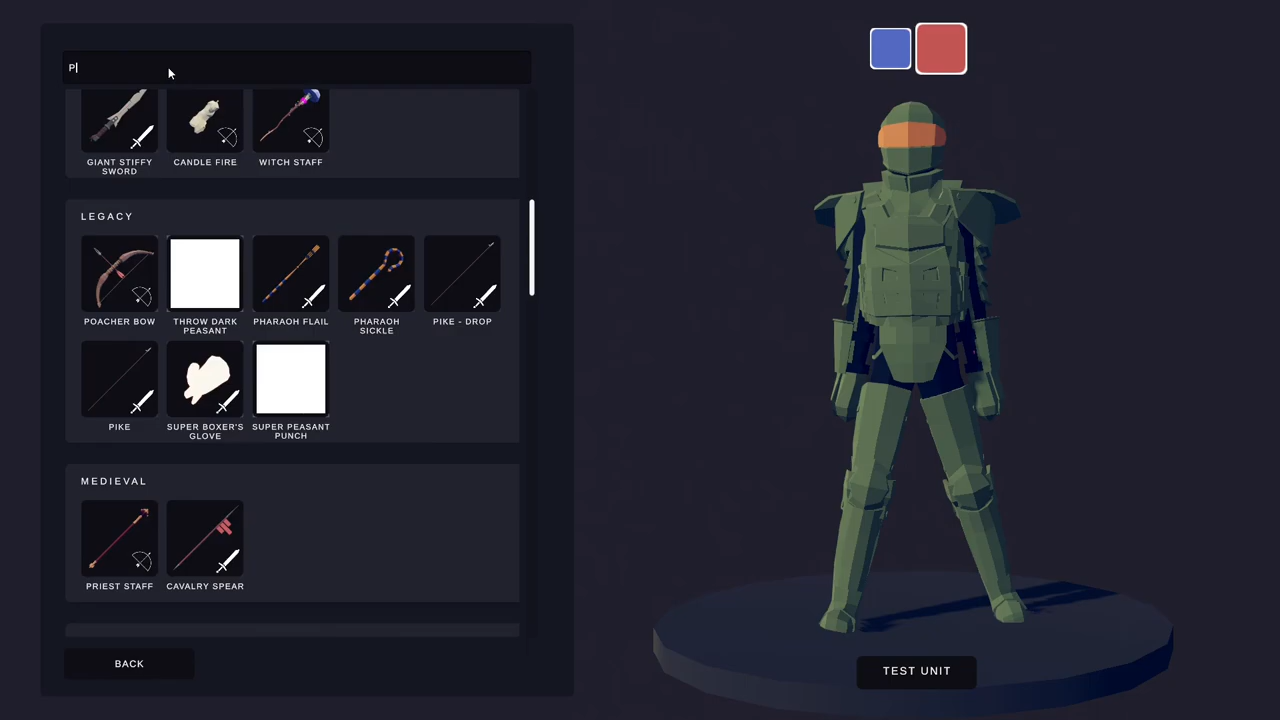 P
GIANT STIFFY
SWORD
CANDLE FIRE
WITCH STAFF
LEGACY
POACHER BOW
THROW DARK
PEASANT
PHARAOH FLAIL
PHARAOH
SICKLE
PIKE - DROP
PIKE
SUPER BOXER'S
GLOVE
SUPER PEASANT
PUNCH
MEDIEVAL
PRIEST STAFF
CAVALRY SPEAR
BACK
TEST UNIT